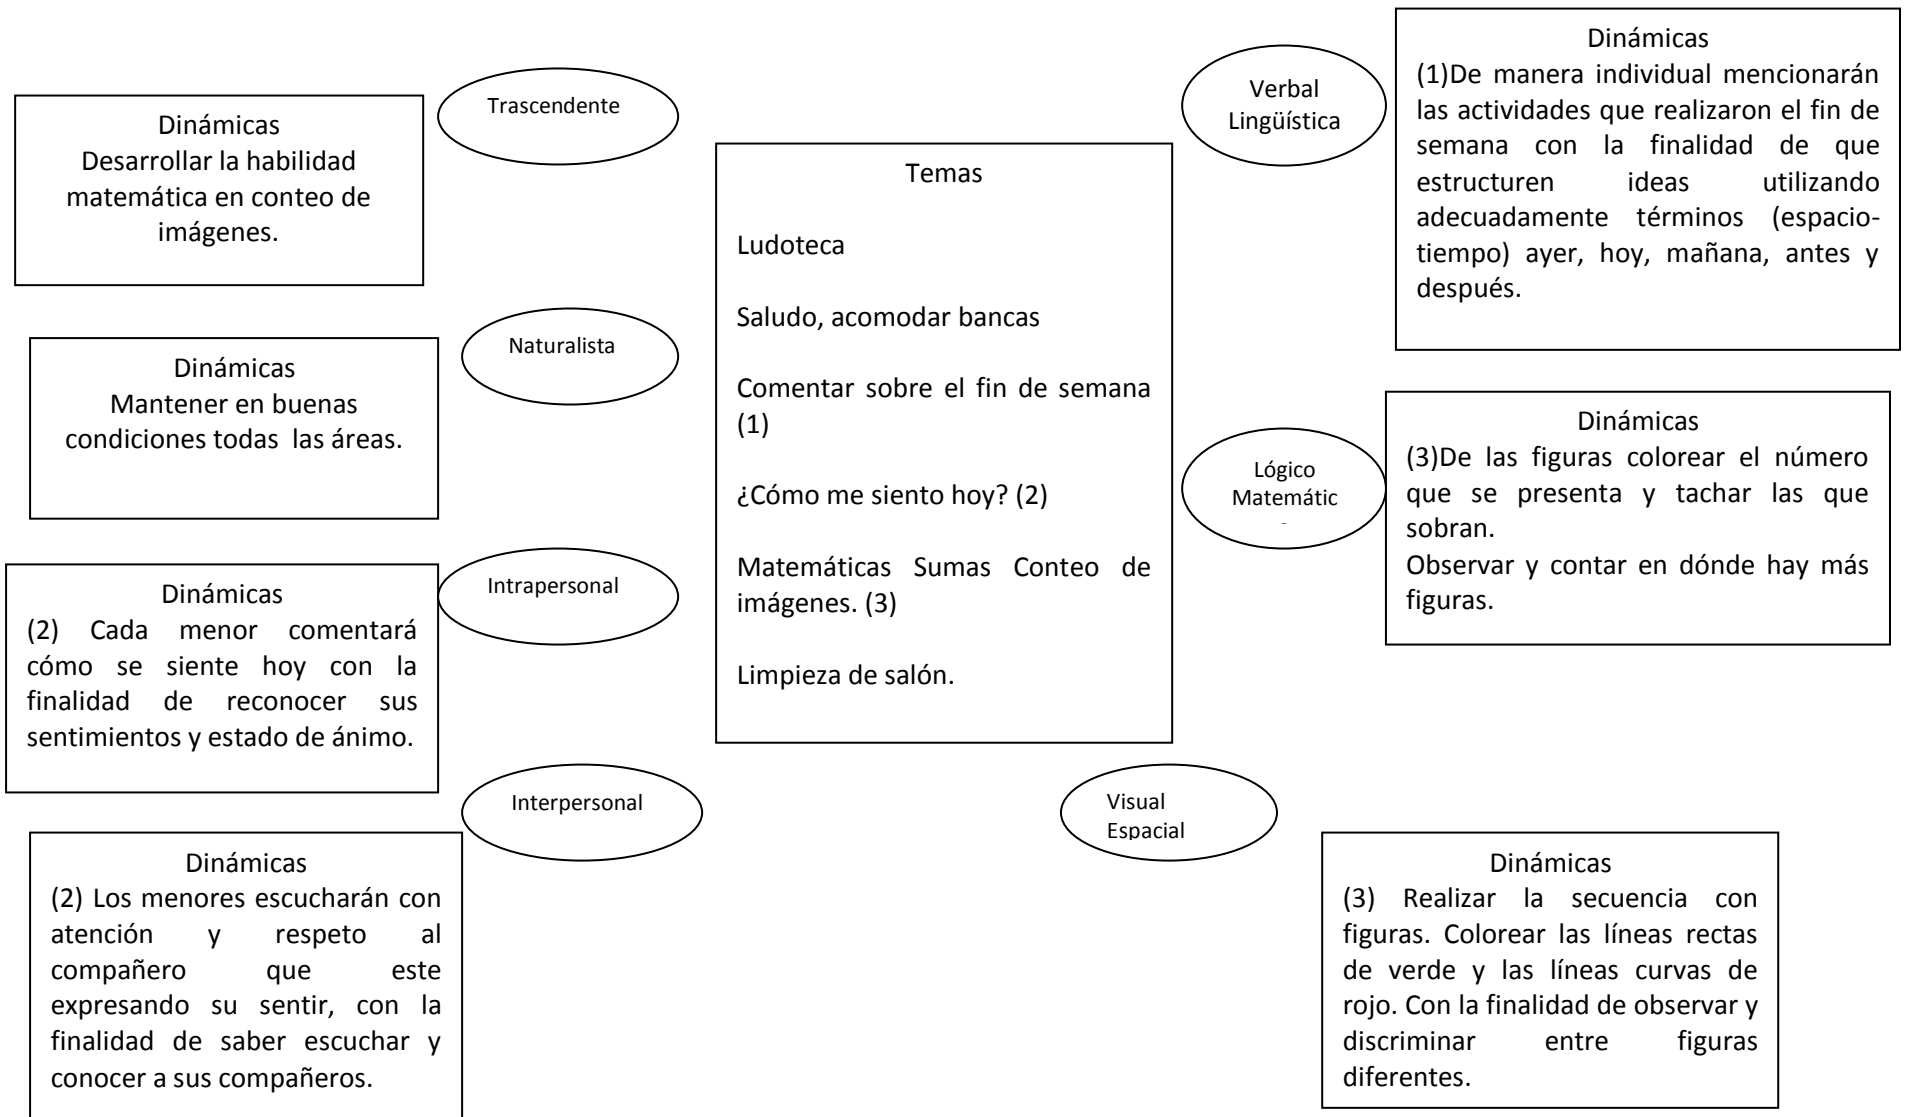 Trascendente
Dinámicas
Desarrollar la habilidad
matemática en conteo de
imágenes.
Naturalista
Dinámicas
Mantener en buenas
condiciones todas las áreas.
Intrapersonal
Dinámicas
(2) Cada menor comentará
cómo se siente hoy con la
finalidad de reconocer sus
sentimientos y estado de ánimo.
Interpersonal
Dinámicas
(2) Los menores escucharán con
atención y respeto al
compañero que este
expresando su sentir, con la
finalidad de saber escuchar y
conocer a sus compañeros.
Temas
Ludoteca
Saludo, acomodar bancas
Comentar sobre el fin de semana
(1)
¿Cómo me siento hoy? (2)
Matemáticas Sumas Conteo de
imágenes. (3)
Limpieza de salón.
Verbal
Lingüística
Dinámicas
(1)De manera individual mencionarán
las actividades que realizaron el fin de
semana con la finalidad de que
estructuren ideas utilizando
adecuadamente términos (espacio-
tiempo) ayer, hoy, mañana, antes y
después.
Lógico
Matemátic
Dinámicas
(3)De las figuras colorear el número
que se presenta y tachar las que
sobran.
Observar y contar en dónde hay más
figuras.
Visual
Espacial
Dinámicas
(3) Realizar la secuencia con
figuras. Colorear las líneas rectas
de verde y las líneas curvas de
rojo. Con la finalidad de observar y
discriminar entre figuras
diferentes.